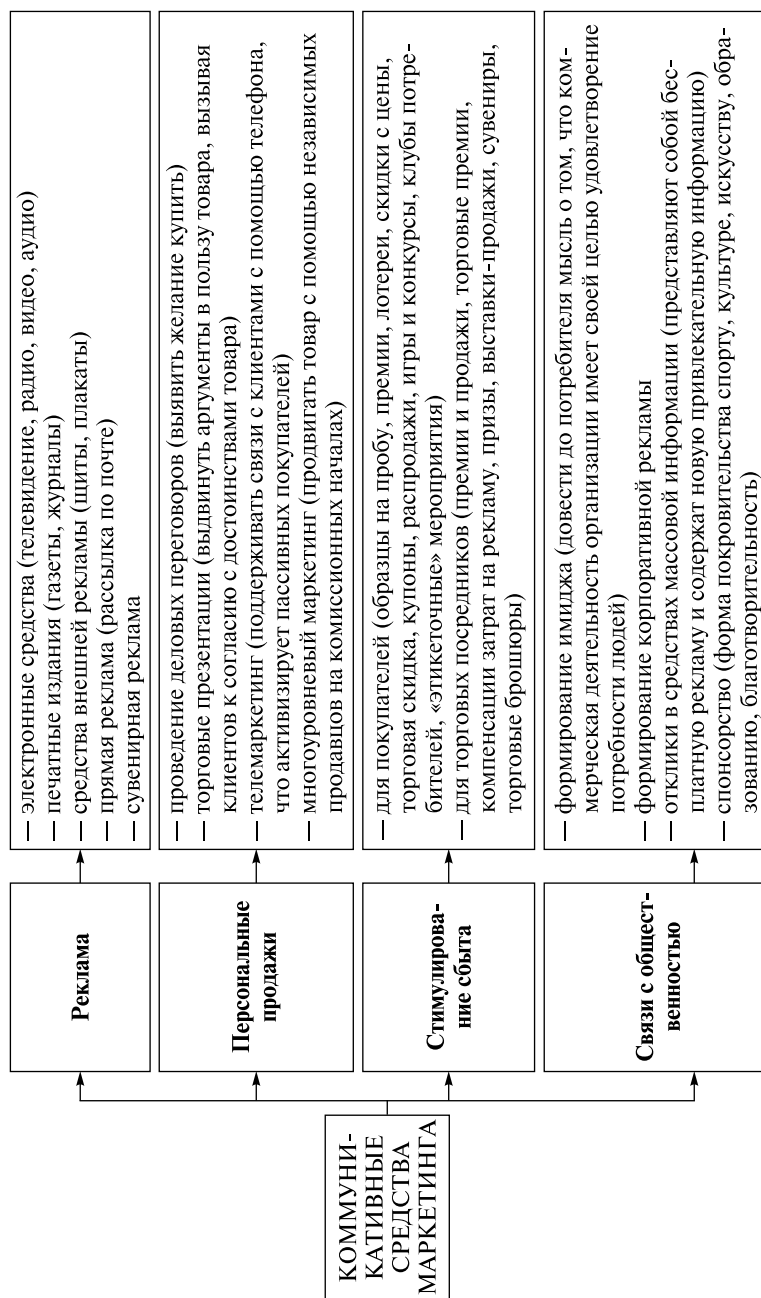 КОММУНИ-
КАТИВНЫЕ
СРЕДСТВА
МАРКЕТИНГА
Реклама
— электронные средства (телевидение, радио, видео, аудио)
— печатные издания (газеты, журналы)
— средства внешней рекламы (щиты, плакаты)
— прямая реклама (рассылка по почте)
— сувенирная реклама
Персональные
продажи
— проведение деловых переговоров (выявить желание купить)
— торговые презентации (выдвинуть аргументы в пользу товара, вызывая
клиентов к согласию с достоинствами товара)
— телемаркетинг (поддерживать связи с клиентами с помощью телефона,
что активизирует пассивных покупателей)
— многоуровневый маркетинг (продвигать товар с помощью независимых
продавцов на комиссионных началах)
Стимулирова-
ние сбыта
— для покупателей (образцы на пробу, премии, лотереи, скидки с цены,
торговая скидка, купоны, распродажи, игры и конкурсы, клубы потре-
бителей, «этикеточные» мероприятия)
— для торговых посредников (премии и продажи, торговые премии,
компенсации затрат на рекламу, призы, выставки-продажи, сувениры,
торговые брошюры)
Связи с общест-
венностью
— формирование имиджа (довести до потребителя мысль о том, что ком-
мерческая деятельность организации имеет своей целью удовлетворение
потребности людей)
— формирование корпоративной рекламы
— отклики в средствах массовой информации (представляют собой бес-
платную рекламу и содержат новую привлекательную информацию)
— спонсорство (форма покровительства спорту, культуре, искусству, обра-
зованию, благотворительность)